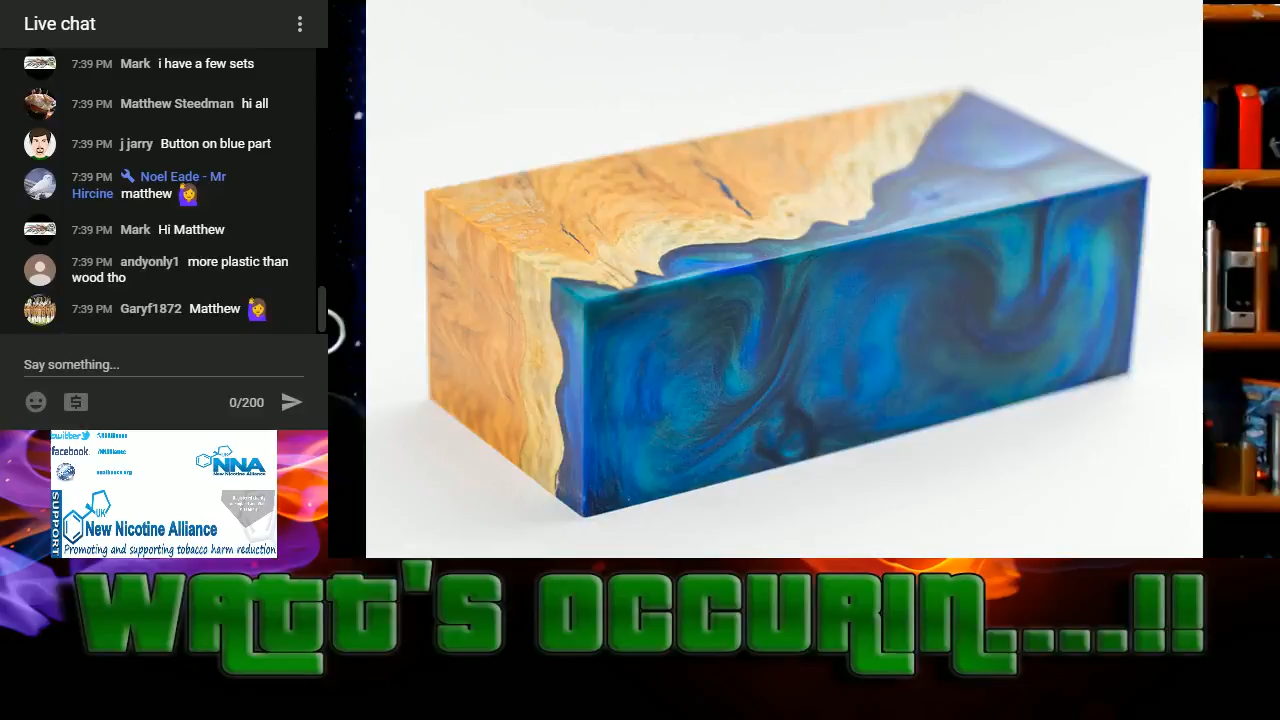 Live chat
7:39 PM Mark i have a few sets
7:39 PM Matthew Steedman hi all
7:39 PM j jarry Button on blue part
7:39 PM Noel Eade - Mr
Hircine matthew
7:39 PM Mark Hi Matthew
7:39 PM andyonly1 more plastic than
wood tho
7:39 PM Garyf1872 Matthew
Say something...
0/200
twitter
facebook
NNA
New Nicotine Alliance
SUPPORT
UK
New Nicotine Alliance
Promoting and supporting tobacco harm reduction
WATT'S OCCURIN....!!